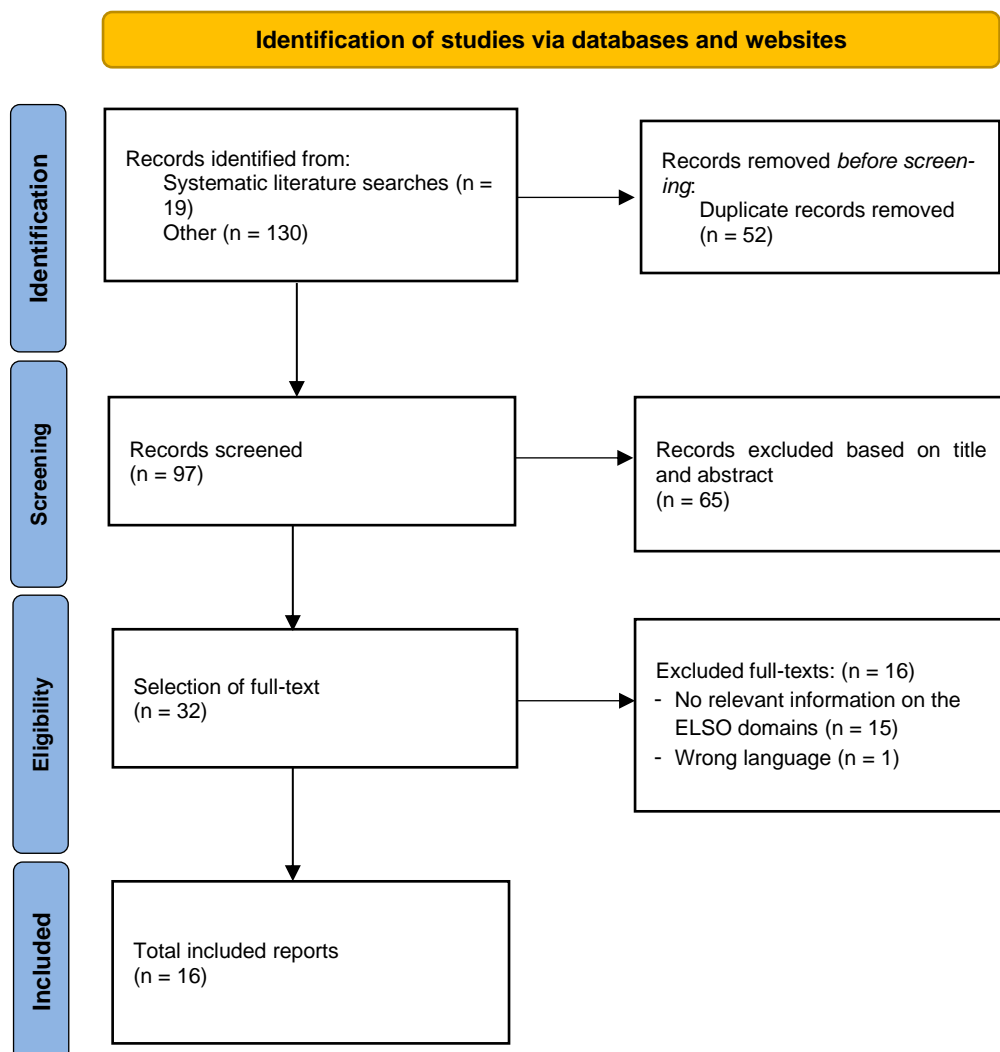 Identification of studies via databases and websites
Identification
Records identified from:
Systematic literature searches (n =
19)
Other (n = 130)
Records removed before screen-
ing:
Duplicate records removed
(n = 52)
Screening
Records screened
(n = 97)
Records excluded based on title
and abstract
(n = 65)
Eligibility
Selection of full-text
(n = 32)
Excluded full-texts: (n = 16)
- No relevant information on the
ELSO domains (n = 15)
- Wrong language (n = 1)
Included
Total included reports
(n = 16)